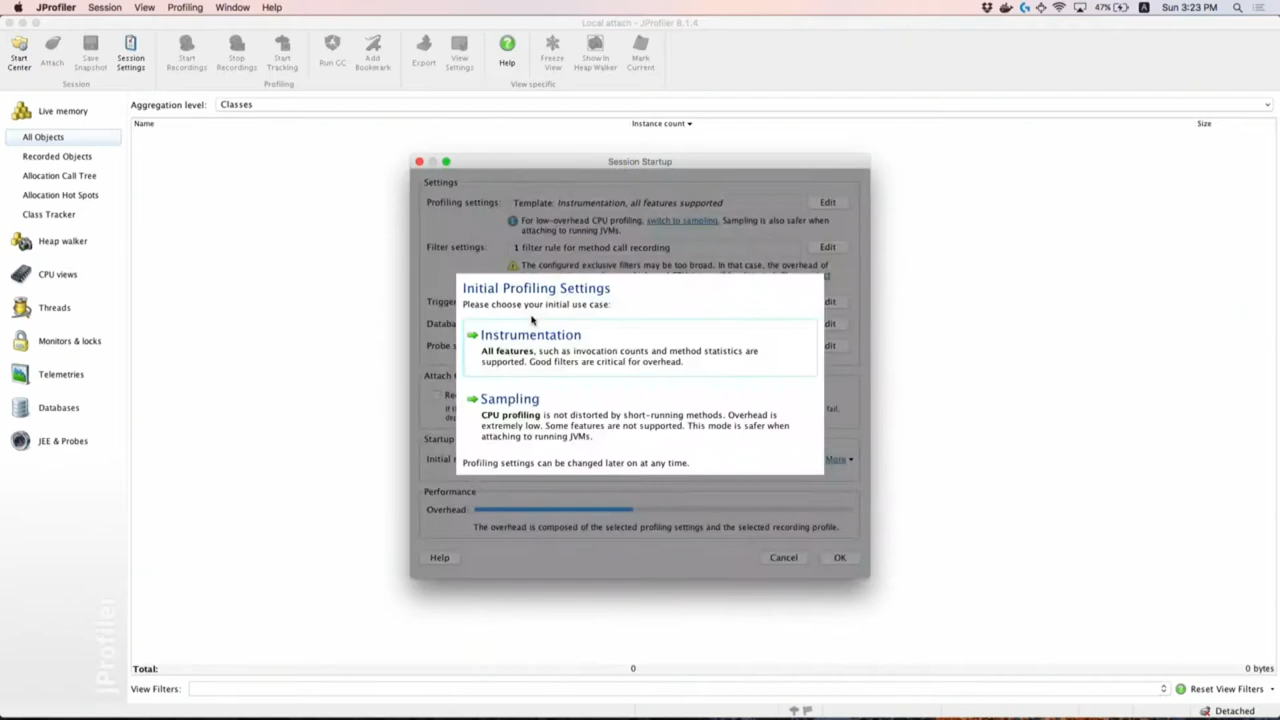 JProfiler Session View Profiling Window Help 47% A Sun 3:23 PM
Local attach - JProfiler 8.1.4
Start Center
Attach
Save Snapshot
Session Settings
Start Recordings
Stop Recordings
Start Tracking
Run GC
Add Bookmark
Export
View Settings
Help
Freeze View
Show in Heap Walker
Mark Current
Session Profiling View specific
Live memory
All Objects
Recorded Objects
Allocation Call Tree
Allocation Hot Spots
Class Tracker
Heap walker
CPU views
Threads
Monitors & locks
Telemetries
Databases
JEE & Probes
JProfiler
Aggregation level: Classes
Name Instance count Size
Session Startup
Settings
Profiling settings: Template: Instrumentation, all features supported Edit
For low-overhead CPU profiling, switch to sampling. Sampling is also safer when
attaching to running JVMs.
Filter settings: 1 filter rule for method call recording Edit
The configured exclusive filters may be too broad. In that case, the overhead of
Initial Profiling Settings
Please choose your initial use case:
Instrumentation
All features, such as invocation counts and method statistics are
supported. Good filters are critical for overhead.
Sampling
CPU profiling is not distorted by short-running methods. Overhead is
extremely low. Some features are not supported. This mode is safer when
attaching to running JVMs.
Profiling settings can be changed later on at any time.
Startup
Initial
More
Performance
Overhead:
The overhead is composed of the selected profiling settings and the selected recording profile.
Help Cancel OK
Total: 0 0 bytes
View Filters: Reset View Filters
Detached